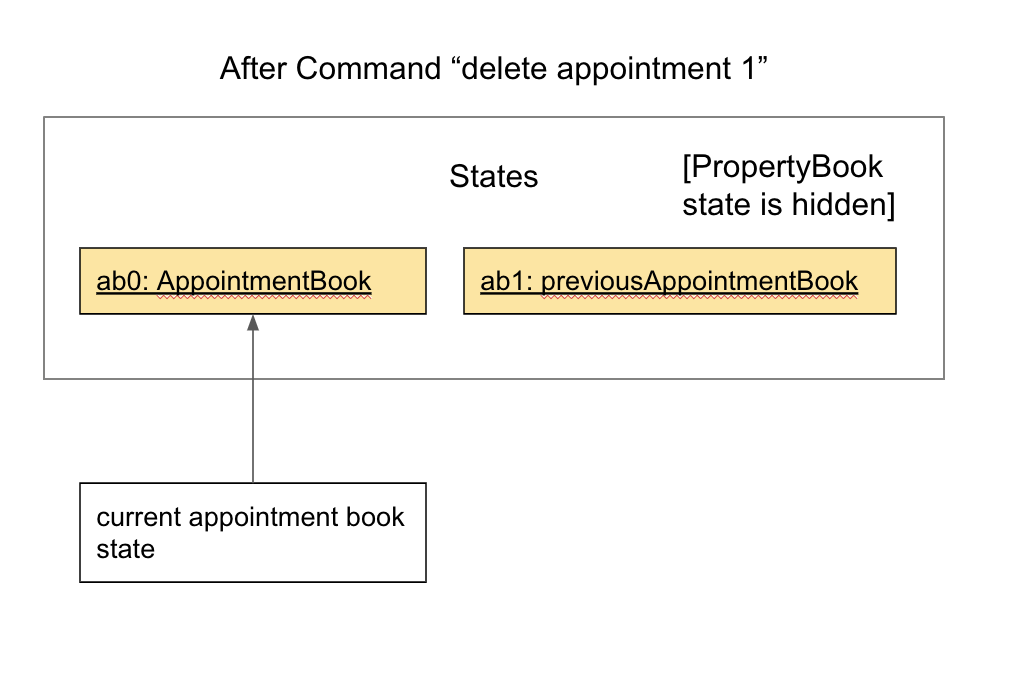 After Command “delete appointment 1”
States
[PropertyBook
state is hidden]
ab0: AppointmentBook
ab1: previousAppointmentBook
current appointment book
state